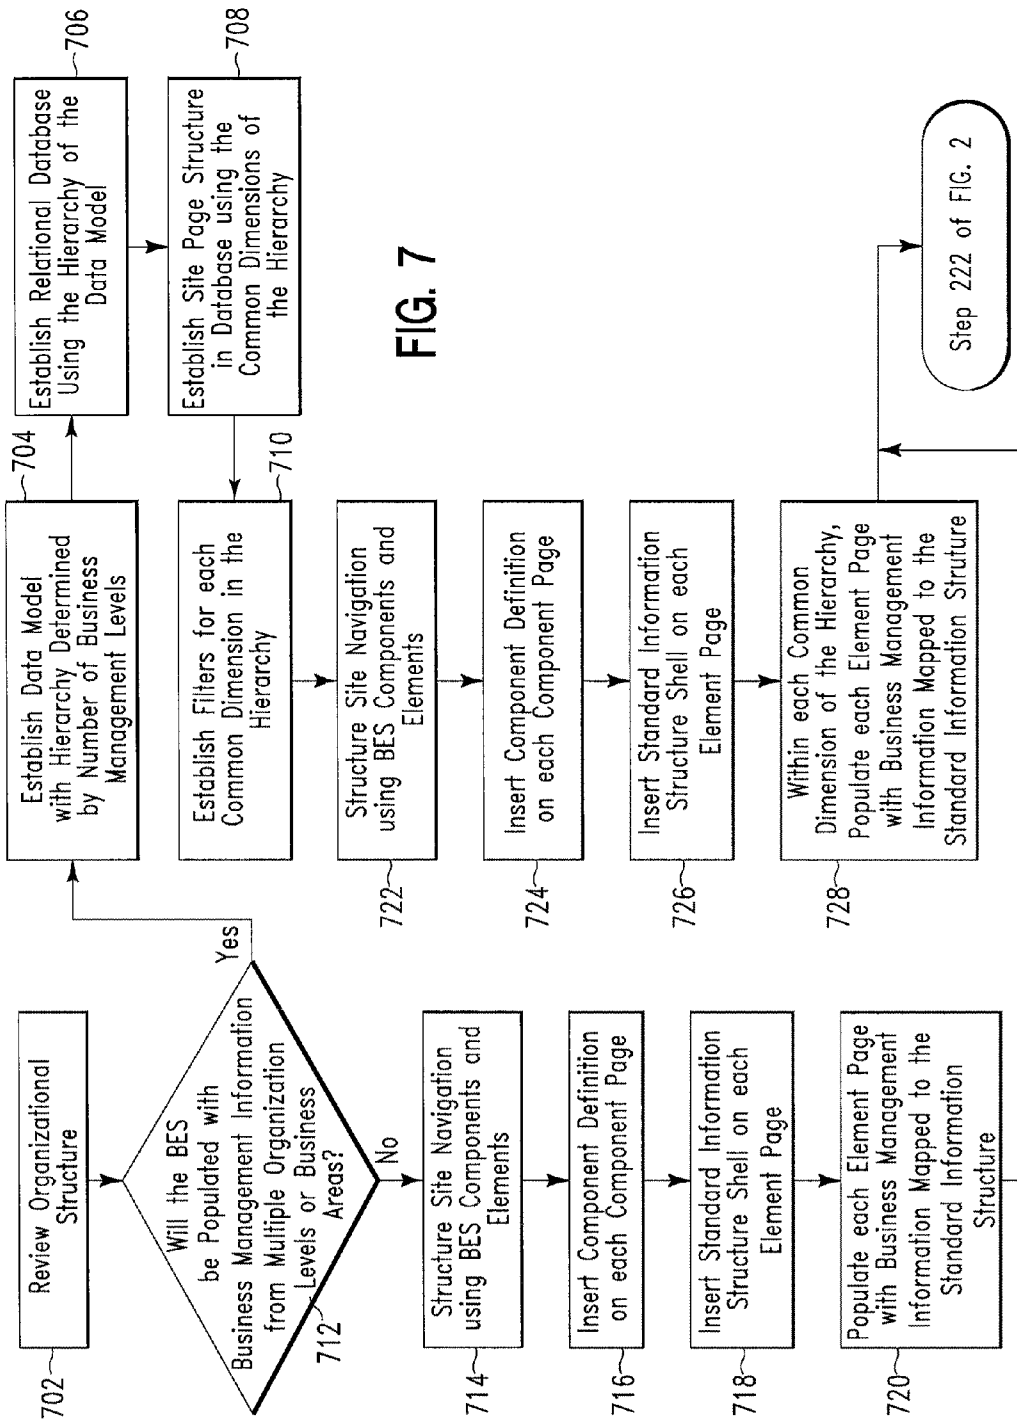 702
Review Organizational
Structure
Will the BES
be Populated with
Business Management Information
from Multiple Organization
Levels or Business
Areas?
712
Yes
No
714
Structure Site Navigation
using BES Components and
Elements
716
Insert Component Definition
on each Component Page
718
Insert Standard Information
Structure Shell on each
Element Page
720
Populate each Element Page
with Business Management
Information Mapped to the
Standard Information
Structure
704
Establish Data Model
with Hierarchy Determined
by Number of Business
Management Levels
706
Establish Relational Database
Using the Hierarchy of the
Data Model
708
Establish Site Page Structure
in Database using the
Common Dimensions of
the Hierarchy
710
Establish Filters for each
Common Dimension in the
Hierarchy
722
Structure Site Navigation
using BES Components and
Elements
724
Insert Component Definition
on each Component Page
726
Insert Standard Information
Structure Shell on each
Element Page
728
Within each Common
Dimension of the Hierarchy,
Populate each Element Page
with Business Management
Information Mapped to the
Standard Information Struture
Step 222 of FIG. 2
FIG. 7